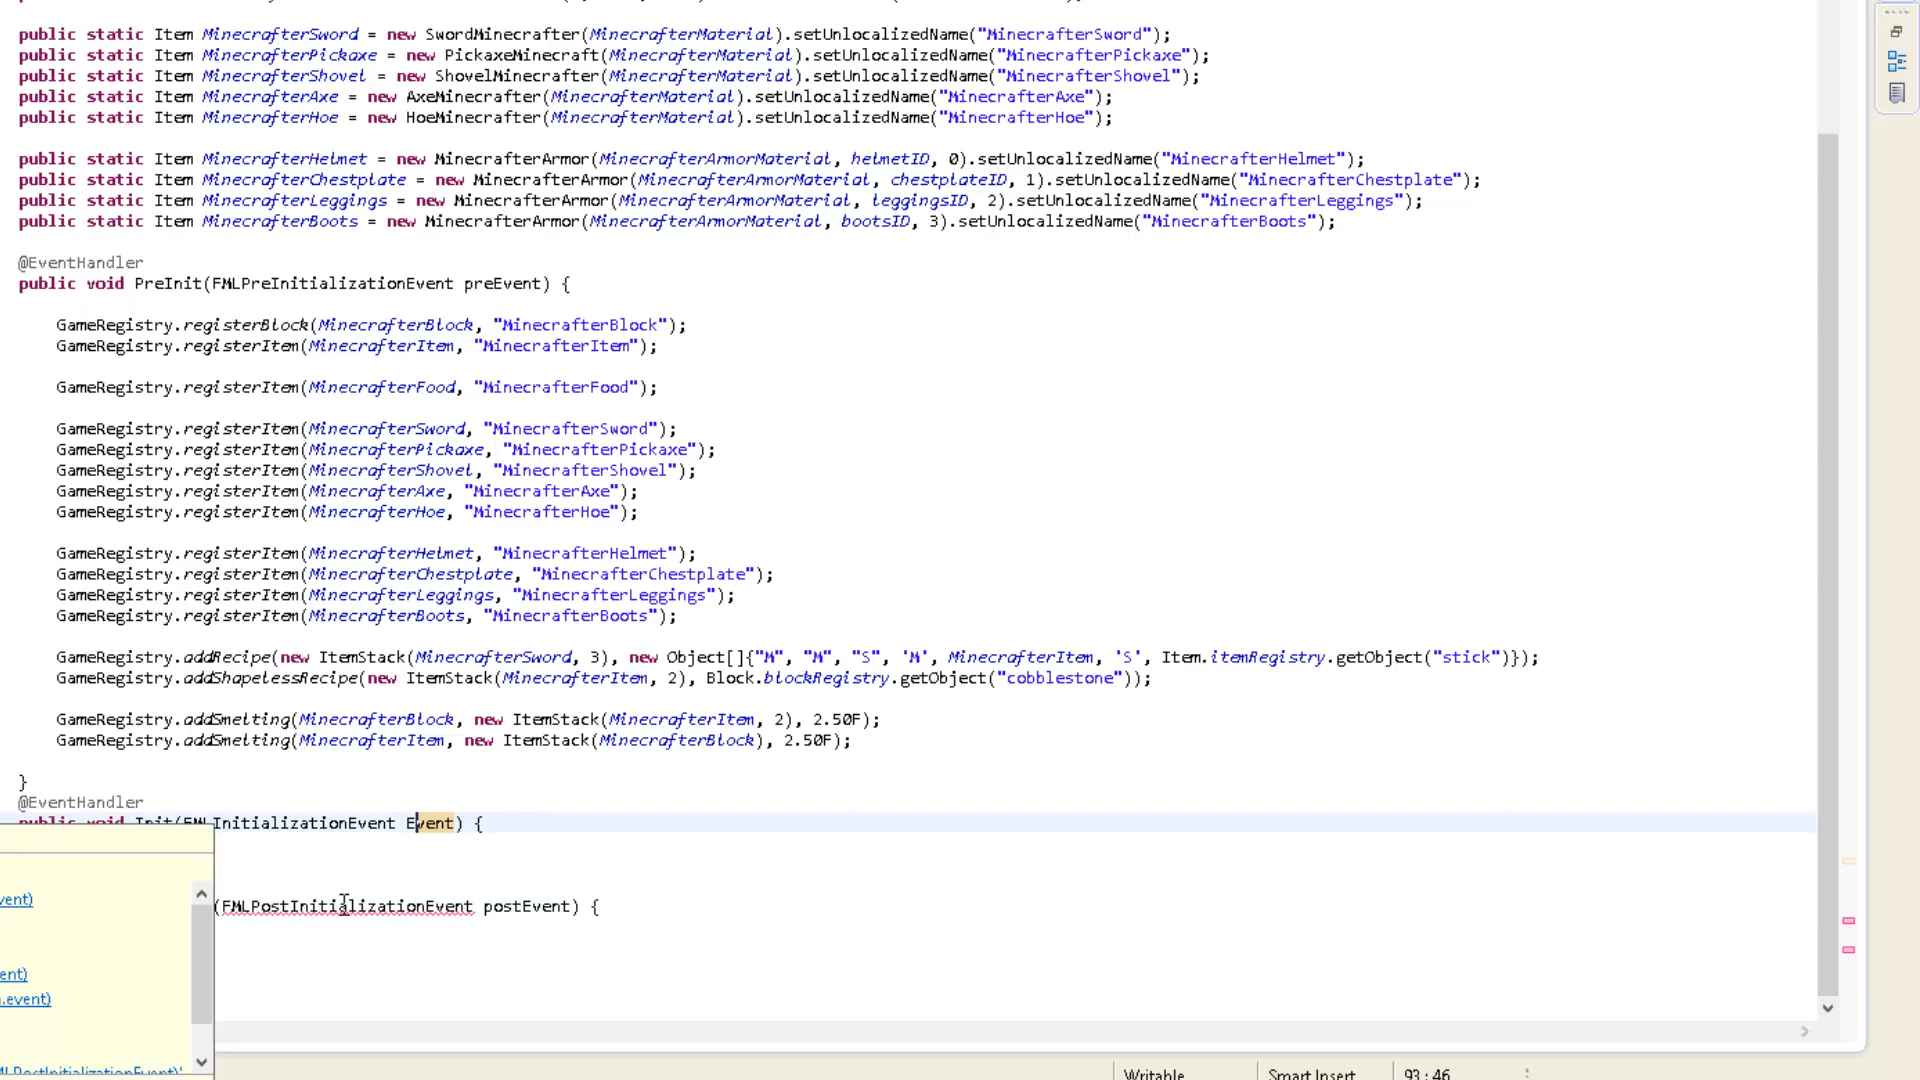 public static Item MinecrafterSword = new SwordMinecrafter(MinecrafterMaterial).setUnlocalizedName("MinecrafterSword");
public static Item MinecrafterPickaxe = new PickaxeMinecraft(MinecrafterMaterial).setUnlocalizedName("MinecrafterPickaxe");
public static Item MinecrafterShovel = new ShovelMinecrafter(MinecrafterMaterial).setUnlocalizedName("MinecrafterShovel");
public static Item MinecrafterAxe = new AxeMinecrafter(MinecrafterMaterial).setUnlocalizedName("MinecrafterAxe");
public static Item MinecrafterHoe = new HoeMinecrafter(MinecrafterMaterial).setUnlocalizedName("MinecrafterHoe");
public static Item MinecrafterHelmet = new MinecrafterArmor(MinecrafterArmorMaterial, helmetID, 0).setUnlocalizedName("MinecrafterHelmet");
public static Item MinecrafterChestplate = new MinecrafterArmor(MinecrafterArmorMaterial, chestplateID, 1).setUnlocalizedName("MinecrafterChestplate");
public static Item MinecrafterLeggings = new MinecrafterArmor(MinecrafterArmorMaterial, leggingsID, 2).setUnlocalizedName("MinecrafterLeggings");
public static Item MinecrafterBoots = new MinecrafterArmor(MinecrafterArmorMaterial, bootsID, 3).setUnlocalizedName("MinecrafterBoots");
@EventHandler
public void PreInit(FMLPreInitializationEvent preEvent) {
GameRegistry.registerBlock(MinecrafterBlock, "MinecrafterBlock");
GameRegistry.registerItem(MinecrafterItem, "MinecrafterItem");
GameRegistry.registerItem(MinecrafterFood, "MinecrafterFood");
GameRegistry.registerItem(MinecrafterSword, "MinecrafterSword");
GameRegistry.registerItem(MinecrafterPickaxe, "MinecrafterPickaxe");
GameRegistry.registerItem(MinecrafterShovel, "MinecrafterShovel");
GameRegistry.registerItem(MinecrafterAxe, "MinecrafterAxe");
GameRegistry.registerItem(MinecrafterHoe, "MinecrafterHoe");
GameRegistry.registerItem(MinecrafterHelmet, "MinecrafterHelmet");
GameRegistry.registerItem(MinecrafterChestplate, "MinecrafterChestplate");
GameRegistry.registerItem(MinecrafterLeggings, "MinecrafterLeggings");
GameRegistry.registerItem(MinecrafterBoots, "MinecrafterBoots");
GameRegistry.addRecipe(new ItemStack(MinecrafterSword, 3), new Object[]{"M", "M", "S", 'M', MinecrafterItem, 'S', Item.itemRegistry.getObject("stick")});
GameRegistry.addShapelessRecipe(new ItemStack(MinecrafterItem, 2), Block.blockRegistry.getObject("cobblestone"));
GameRegistry.addSmelting(MinecrafterBlock, new ItemStack(MinecrafterItem, 2), 2.50F);
GameRegistry.addSmelting(MinecrafterItem, new ItemStack(MinecrafterBlock), 2.50F);
}
@EventHandler
public void Init(FMLInitializationEvent Event) {
vent)
(FMLPostInitializationEvent postEvent) {
ent)
.event)
Writable Smart Insert 93 : 46